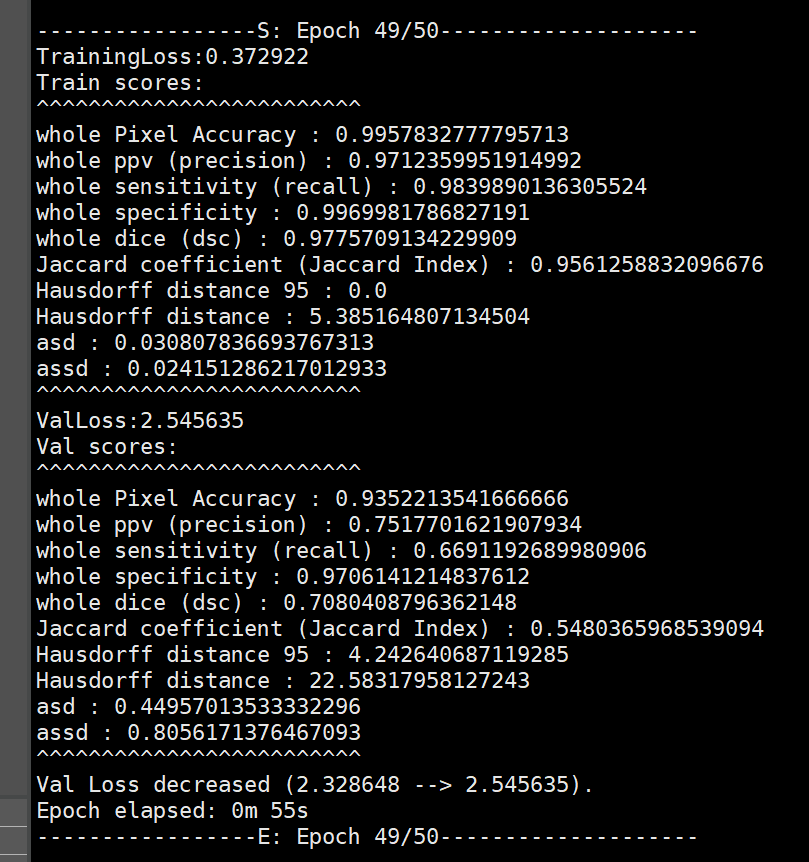 -----------------S: Epoch 49/50--------------------
TrainingLoss:0.372922
Train scores:
^^^^^^^^^^^^^^^^^^^^^^^^^
whole Pixel Accuracy : 0.9957832777795713
whole ppv (precision) : 0.9712359951914992
whole sensitivity (recall) : 0.9839890136305524
whole specificity : 0.9969981786827191
whole dice (dsc) : 0.9775709134229909
Jaccard coefficient (Jaccard Index) : 0.9561258832096676
Hausdorff distance 95 : 0.0
Hausdorff distance : 5.385164807134504
asd : 0.030807836693767313
assd : 0.024151286217012933
^^^^^^^^^^^^^^^^^^^^^^^^^
ValLoss:2.545635
Val scores:
^^^^^^^^^^^^^^^^^^^^^^^^^
whole Pixel Accuracy : 0.9352213541666666
whole ppv (precision) : 0.7517701621907934
whole sensitivity (recall) : 0.6691192689980906
whole specificity : 0.9706141214837612
whole dice (dsc) : 0.7080408796362148
Jaccard coefficient (Jaccard Index) : 0.5480365968539094
Hausdorff distance 95 : 4.242640687119285
Hausdorff distance : 22.58317958127243
asd : 0.44957013533332296
assd : 0.8056171376467093
^^^^^^^^^^^^^^^^^^^^^^^^^
Val Loss decreased (2.328648 --> 2.545635).
Epoch elapsed: 0m 55s
-----------------E: Epoch 49/50--------------------